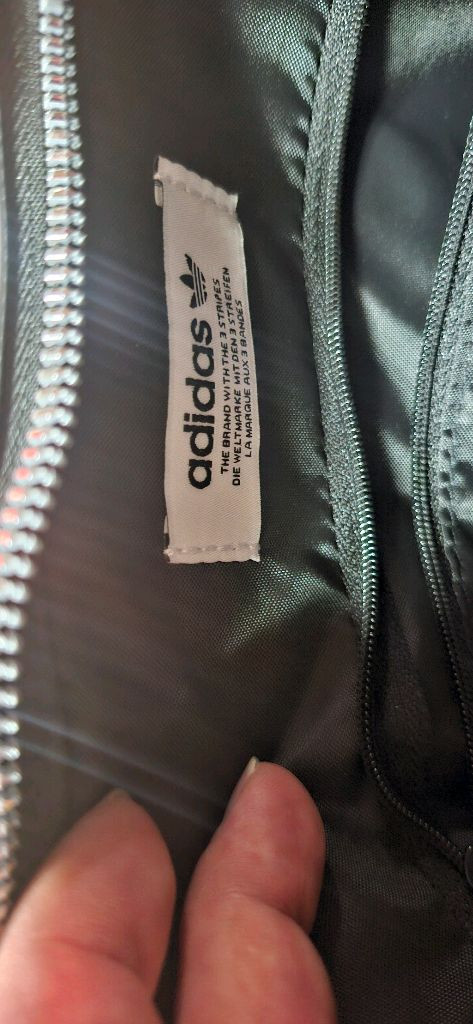 adidas
THE BRAND WITH THE 3 STRIPES
DIE WELTMARKE MIT DEN 3 STREIFEN
LA MARQUE AUX 3 BANDES